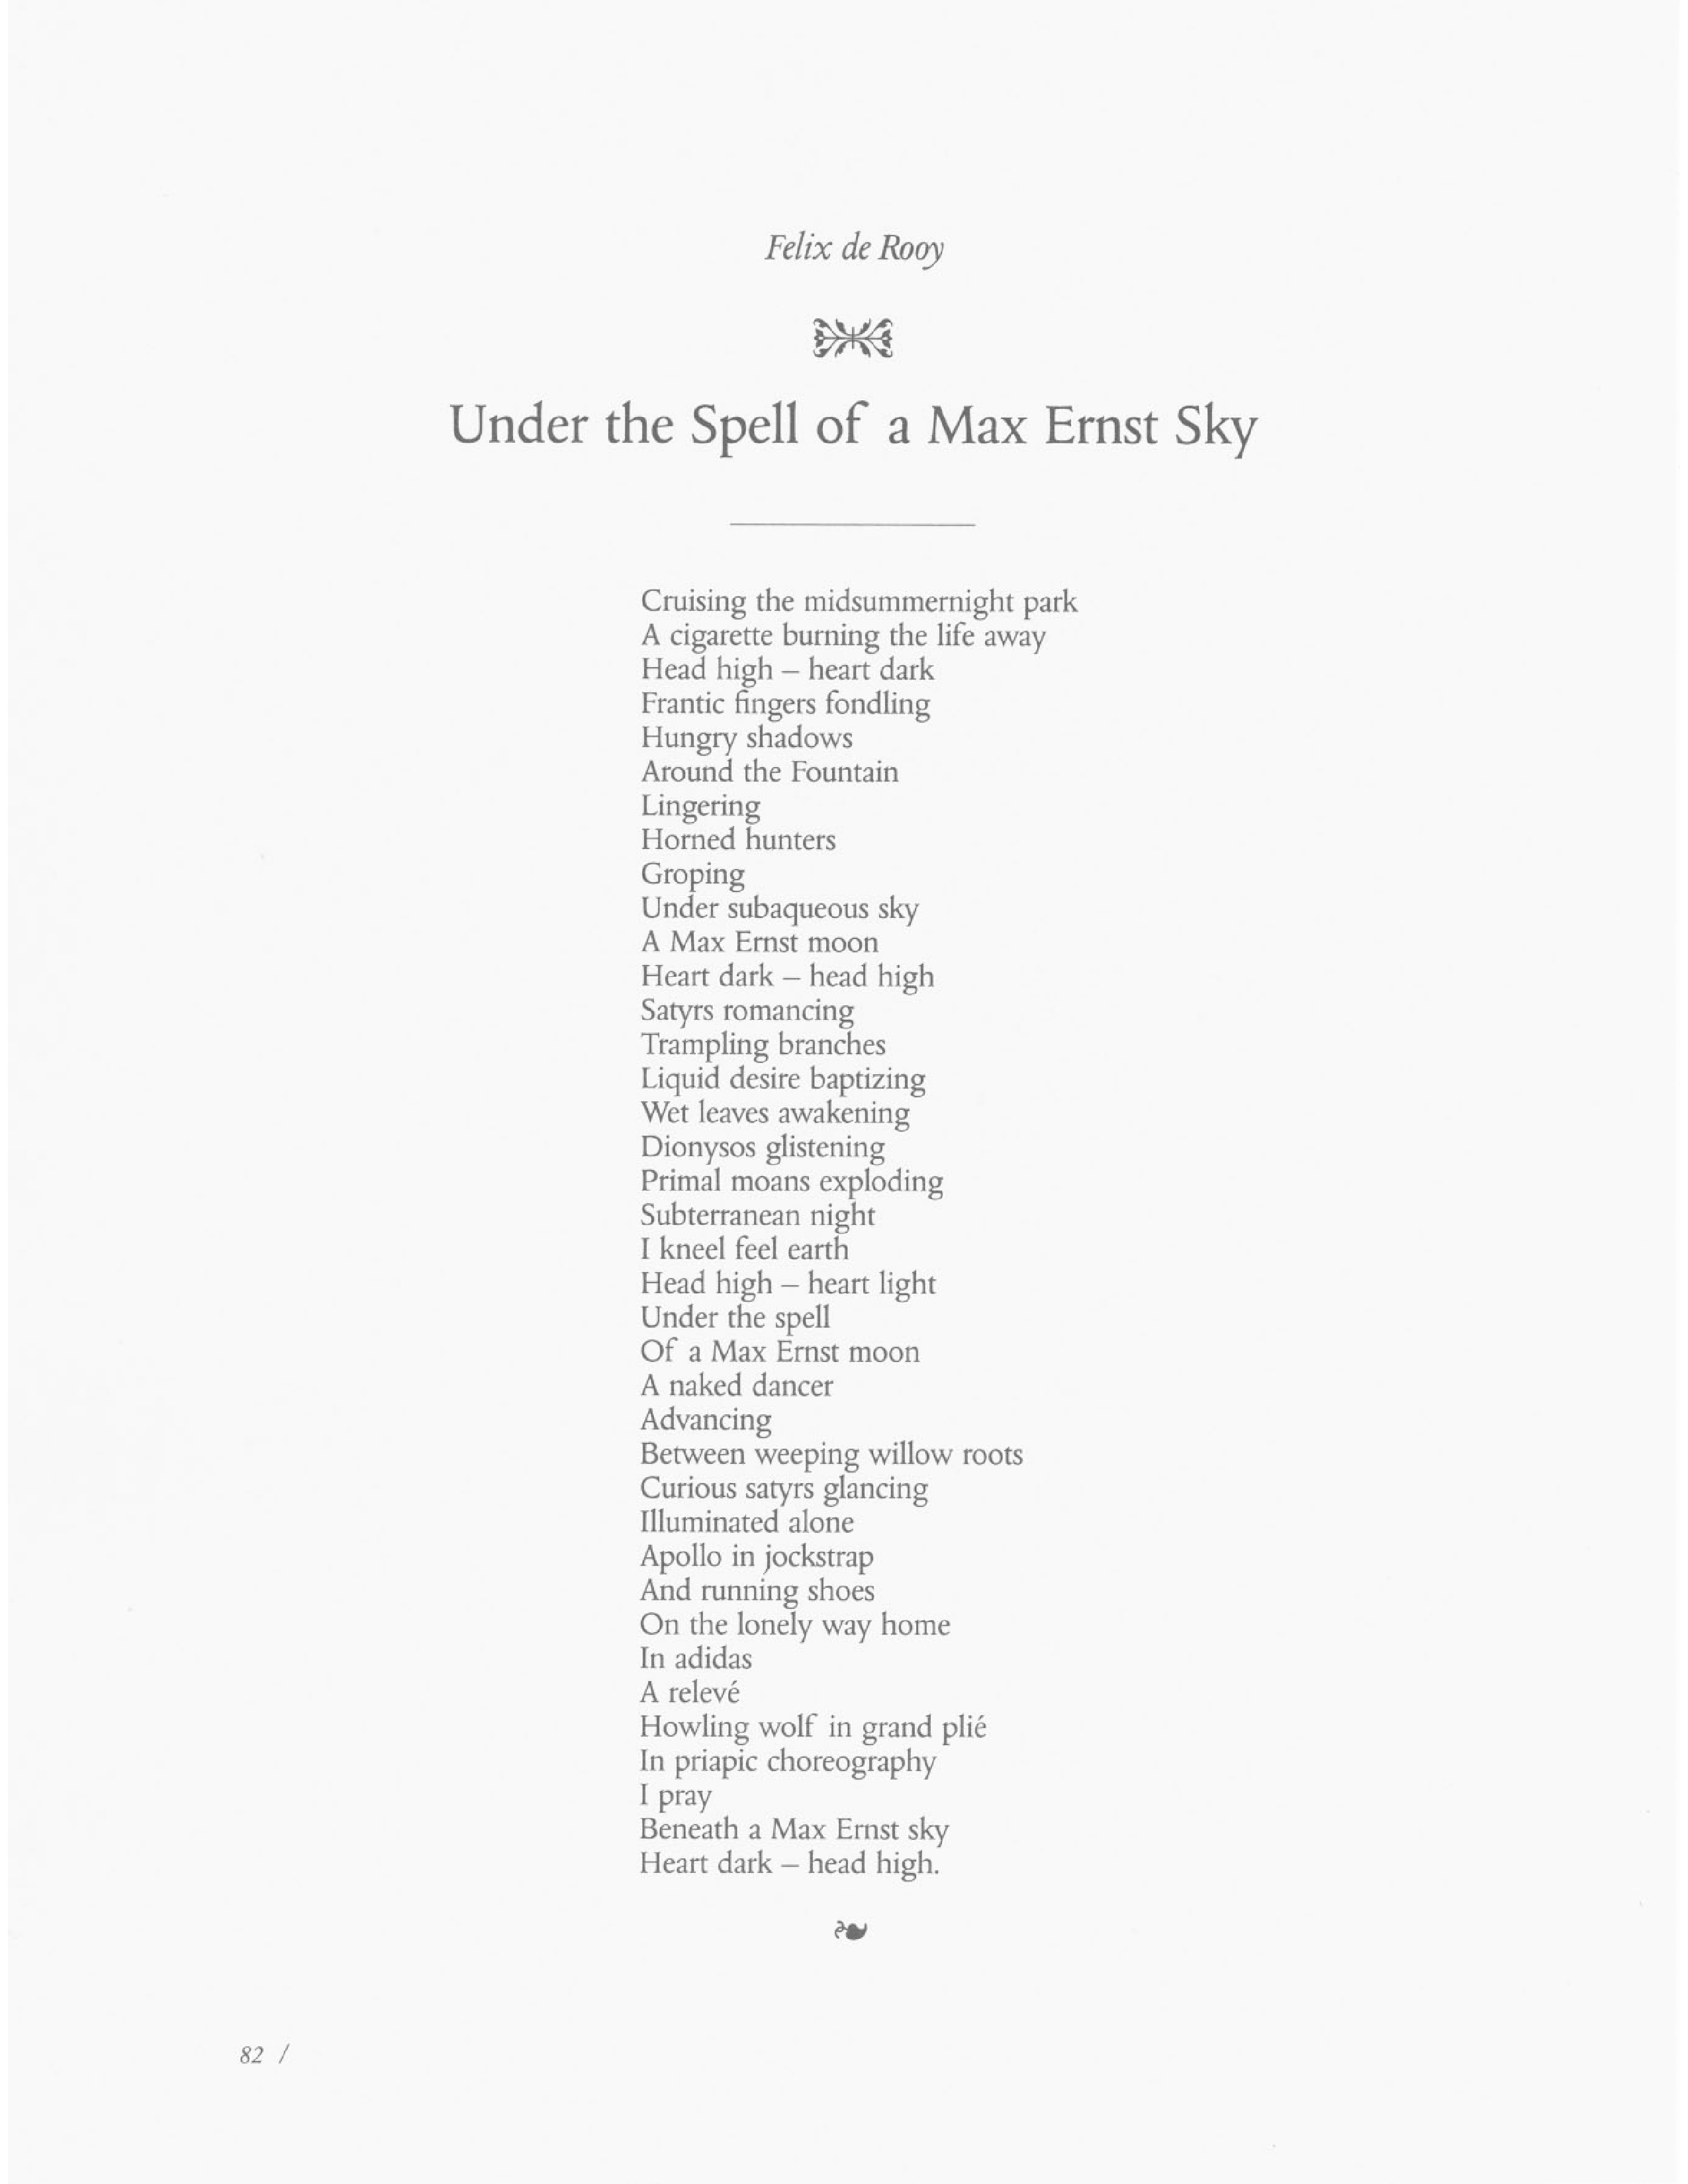 Felix de Rooy
Under the Spell of a Max Ernst Sky
Cruising the midsummernight park
A cigarette burning the life away
Head high – heart dark
Frantic fingers fondling
Hungry shadows
Around the Fountain
Lingering
Horned hunters
Groping
Under subaqueous sky
A Max Ernst moon
Heart dark – head high
Satyrs romancing
Trampling branches
Liquid desire baptizing
Wet leaves awakening
Dionysos glistening
Primal moans exploding
Subterranean night
I kneel feel earth
Head high – heart light
Under the spell
Of a Max Ernst moon
A naked dancer
Advancing
Between weeping willow roots
Curious satyrs glancing
Illuminated alone
Apollo in jockstrap
And running shoes
On the lonely way home
In adidas
A relevé
Howling wolf in grand plié
In priapic choreography
I pray
Beneath a Max Ernst sky
Heart dark – head high.
82 /